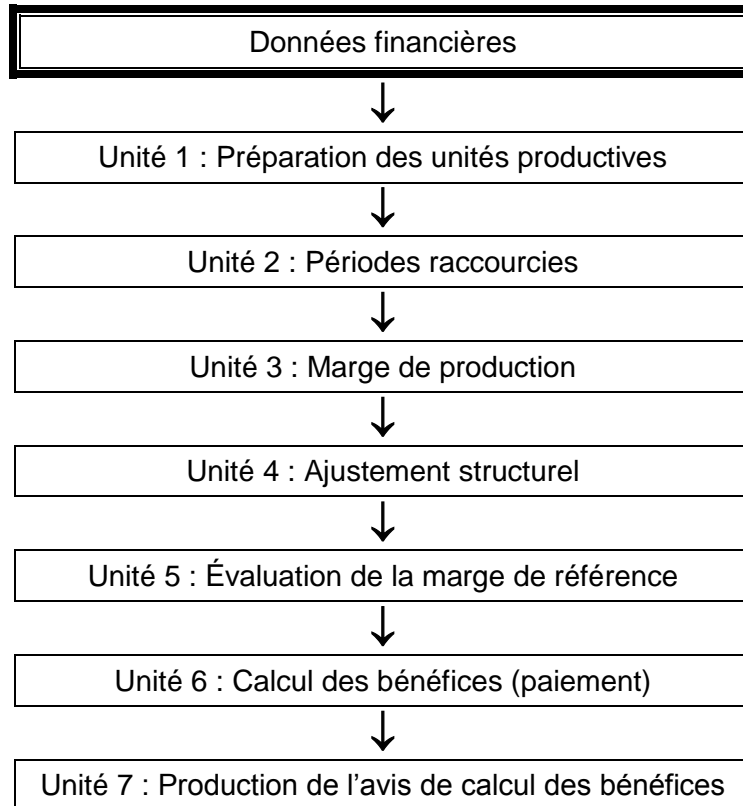 Données financières
Unité 1 : Préparation des unités productives
Unité 2 : Périodes raccourcies
Unité 3 : Marge de production
Unité 4 : Ajustement structurel
Unité 5 : Évaluation de la marge de référence
Unité 6 : Calcul des bénéfices (paiement)
Unité 7 : Production de l’avis de calcul des bénéfices